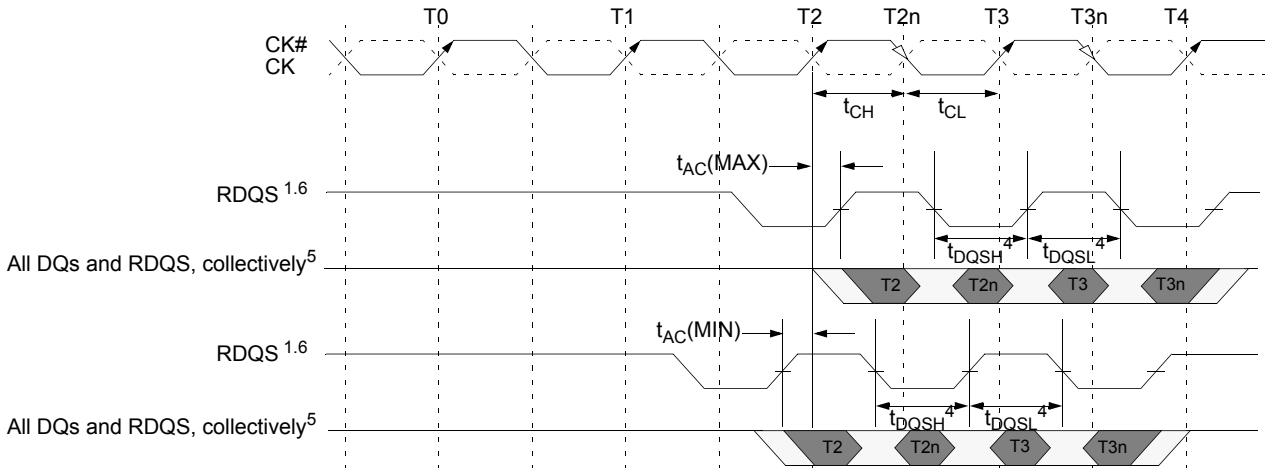 T0 T1 T2 T2n T3 T3n T4
CK#
CK
tCH tCL
tAC(MAX)
RDQS 1.6
tDQSH4 tDQSL4
All DQs and RDQS, collectively5
T2 T2n T3 T3n
tAC(MIN)
RDQS 1.6
tDQSH4 tDQSL4
All DQs and RDQS, collectively5
T2 T2n T3 T3n